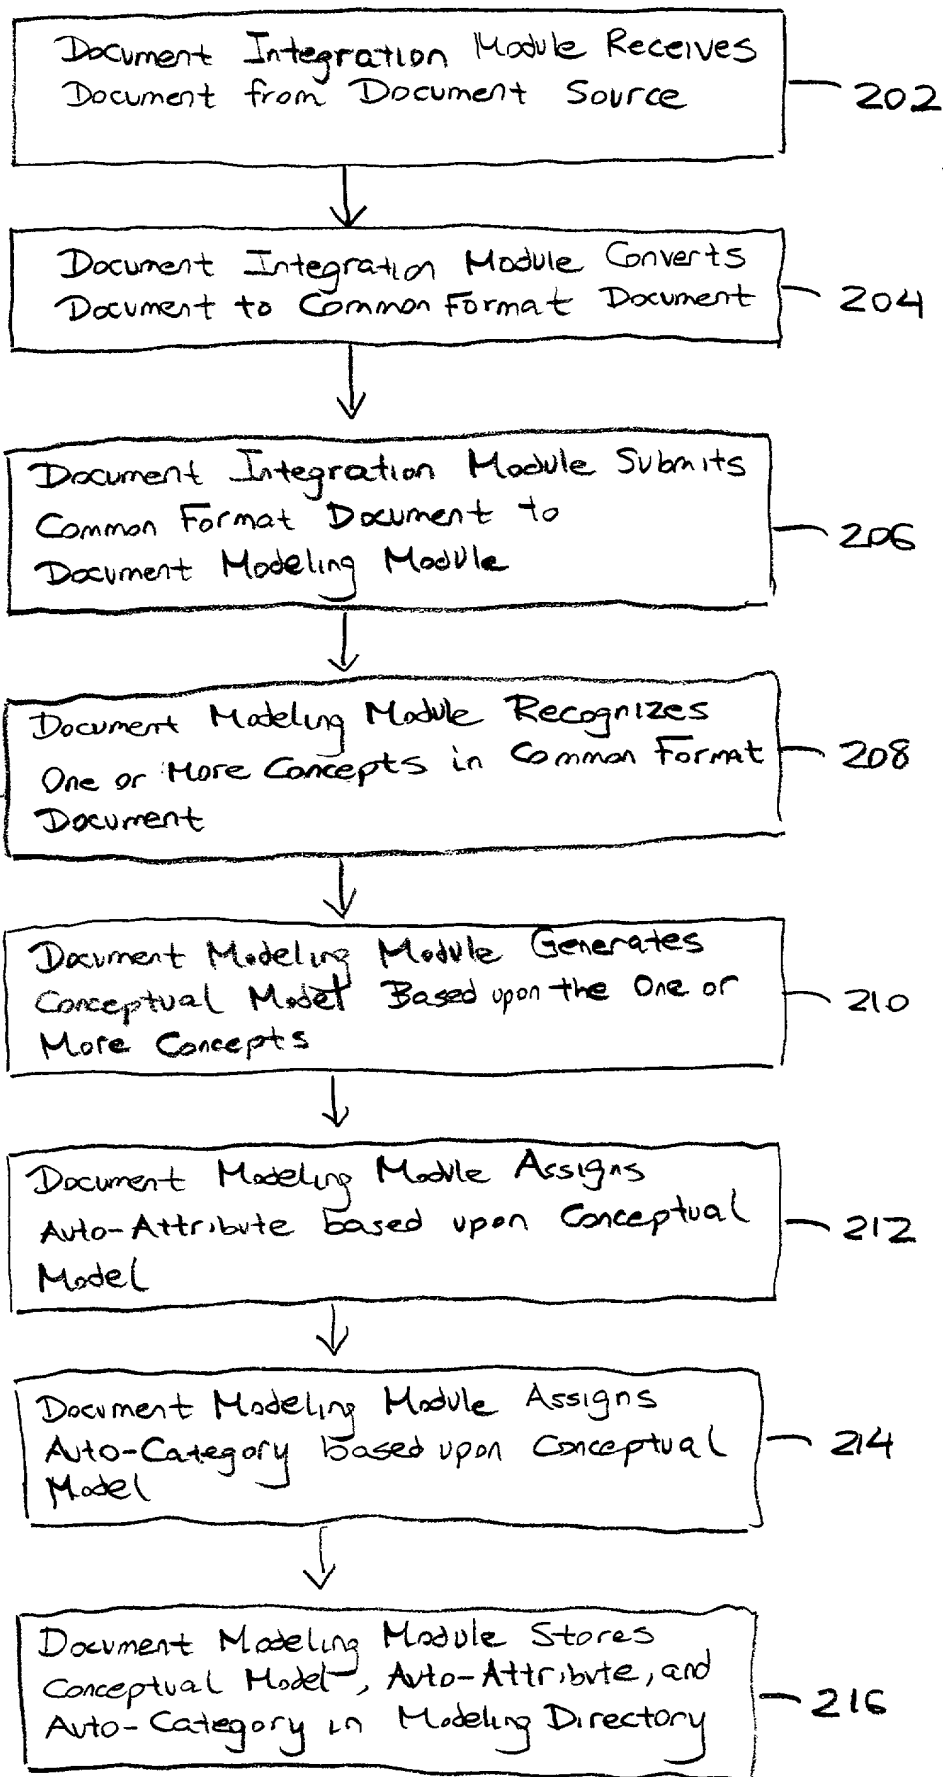 Document Integration Module Receives
Document from Document Source
202
Document Integration Module Converts
Document to Common Format Document
204
Document Integration Module Submits
Common Format Document to
Document Modeling Module
206
Document Modeling Module Recognizes
One or More Concepts in Common Format
Document
208
Document Modeling Module Generates
Conceptual Model Based upon the One or
More Concepts
210
Document Modeling Module Assigns
Auto-Attribute based upon Conceptual
Model
212
Document Modeling Module Assigns
Auto-Category based upon Conceptual
Model
214
Document Modeling Module Stores
Conceptual Model, Auto-Attribute, and
Auto-Category in Modeling Directory
216